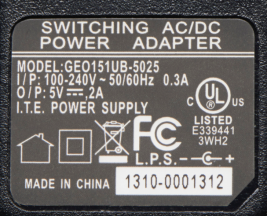 SWITCHING AC/DC
POWER ADAPTER
MODEL:GEO151UB-5025
I/P:100-240V~50/60Hz 0.3A
O/P:5V⎓,2A
I.T.E. POWER SUPPLY
C UL US
LISTED
E339441
3WH2
FC
L.P.S. -C+
MADE IN CHINA 1310-0001312